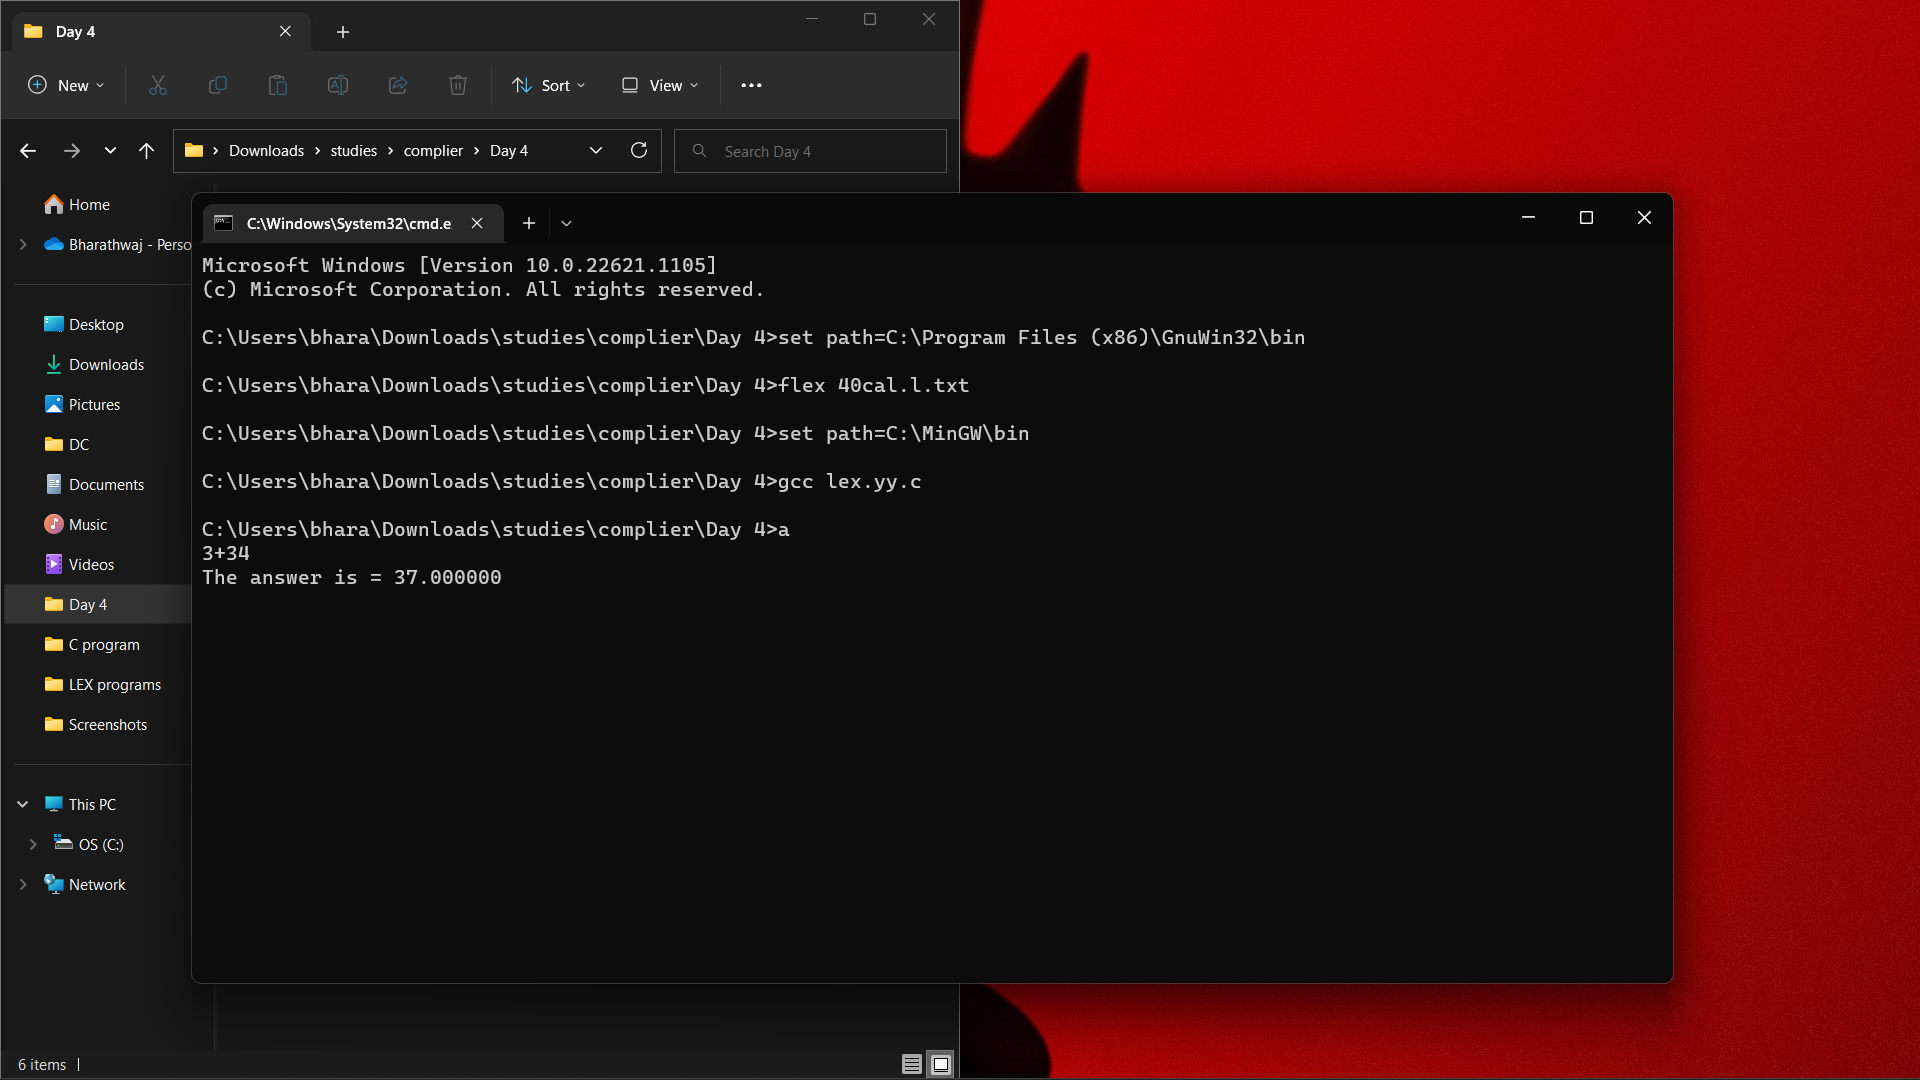 Day 4
New
Sort
View
Downloads
studies
complier
Day 4
Search Day 4
Home
Bharathwaj - Perso
Desktop
Downloads
Pictures
DC
Documents
Music
Videos
Day 4
C program
LEX programs
Screenshots
This PC
OS (C:)
Network
6 items
C:\Windows\System32\cmd.e
Microsoft Windows [Version 10.0.22621.1105]
(c) Microsoft Corporation. All rights reserved.
C:\Users\bhara\Downloads\studies\complier\Day 4>set path=C:\Program Files (x86)\GnuWin32\bin
C:\Users\bhara\Downloads\studies\complier\Day 4>flex 40cal.l.txt
C:\Users\bhara\Downloads\studies\complier\Day 4>set path=C:\MinGW\bin
C:\Users\bhara\Downloads\studies\complier\Day 4>gcc lex.yy.c
C:\Users\bhara\Downloads\studies\complier\Day 4>a
3+34
The answer is = 37.000000